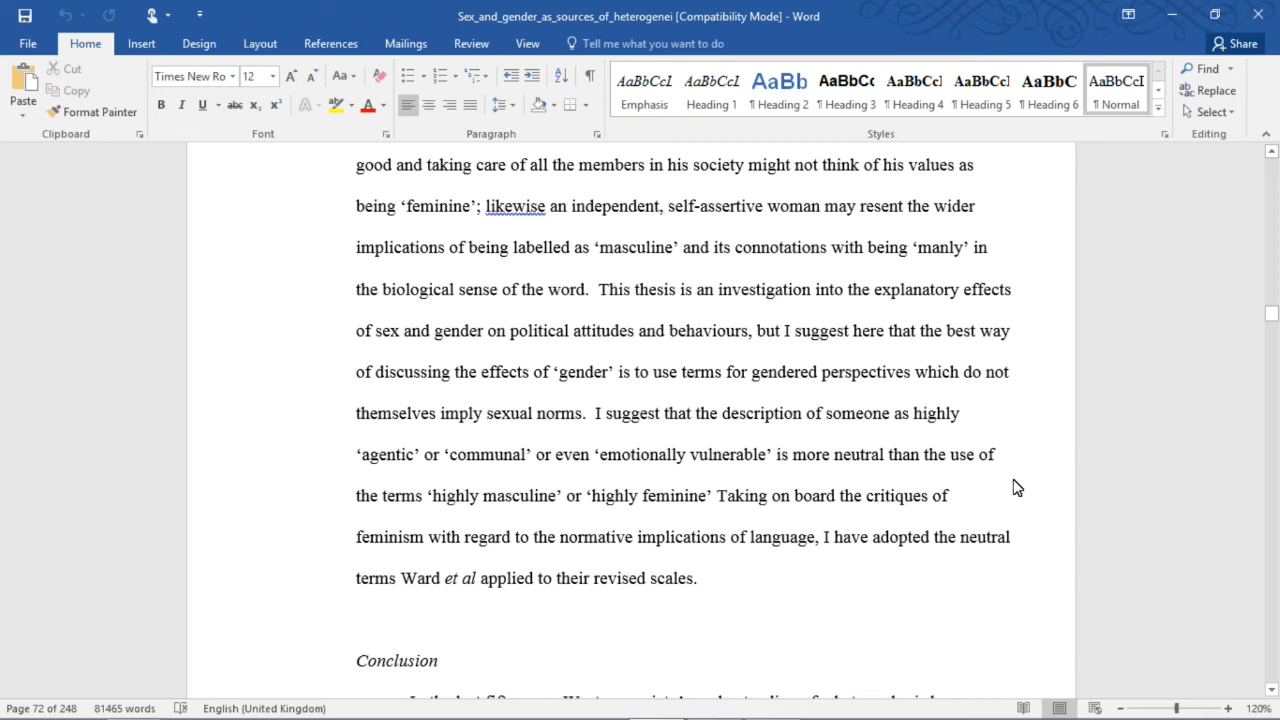 Sex_and_gender_as_sources_of_heterogenei [Compatibility Mode] - Word
File Home Insert Design Layout References Mailings Review View Tell me what you want to do Share
Paste
Cut
Copy
Format Painter
Clipboard
Times New Ro 12 Aa
B I U abc x₂ x² A A
Font
Paragraph
AaBbCcL AaBbCcL AaBb AaBbCc AaBbCcI AaBbCcI AaBbC AaBbCcI
Emphasis Heading 1 ¶ Heading 2 ¶ Heading 3 ¶ Heading 4 ¶ Heading 5 ¶ Heading 6 ¶ Normal
Styles
Find
Replace
Select
Editing
good and taking care of all the members in his society might not think of his values as
being ‘feminine’; likewise an independent, self-assertive woman may resent the wider
implications of being labelled as ‘masculine’ and its connotations with being ‘manly’ in
the biological sense of the word.  This thesis is an investigation into the explanatory effects
of sex and gender on political attitudes and behaviours, but I suggest here that the best way
of discussing the effects of ‘gender’ is to use terms for gendered perspectives which do not
themselves imply sexual norms.  I suggest that the description of someone as highly
‘agentic’ or ‘communal’ or even ‘emotionally vulnerable’ is more neutral than the use of
the terms ‘highly masculine’ or ‘highly feminine’ Taking on board the critiques of
feminism with regard to the normative implications of language, I have adopted the neutral
terms Ward et al applied to their revised scales.
Conclusion
Page 72 of 248 81465 words English (United Kingdom) 120%